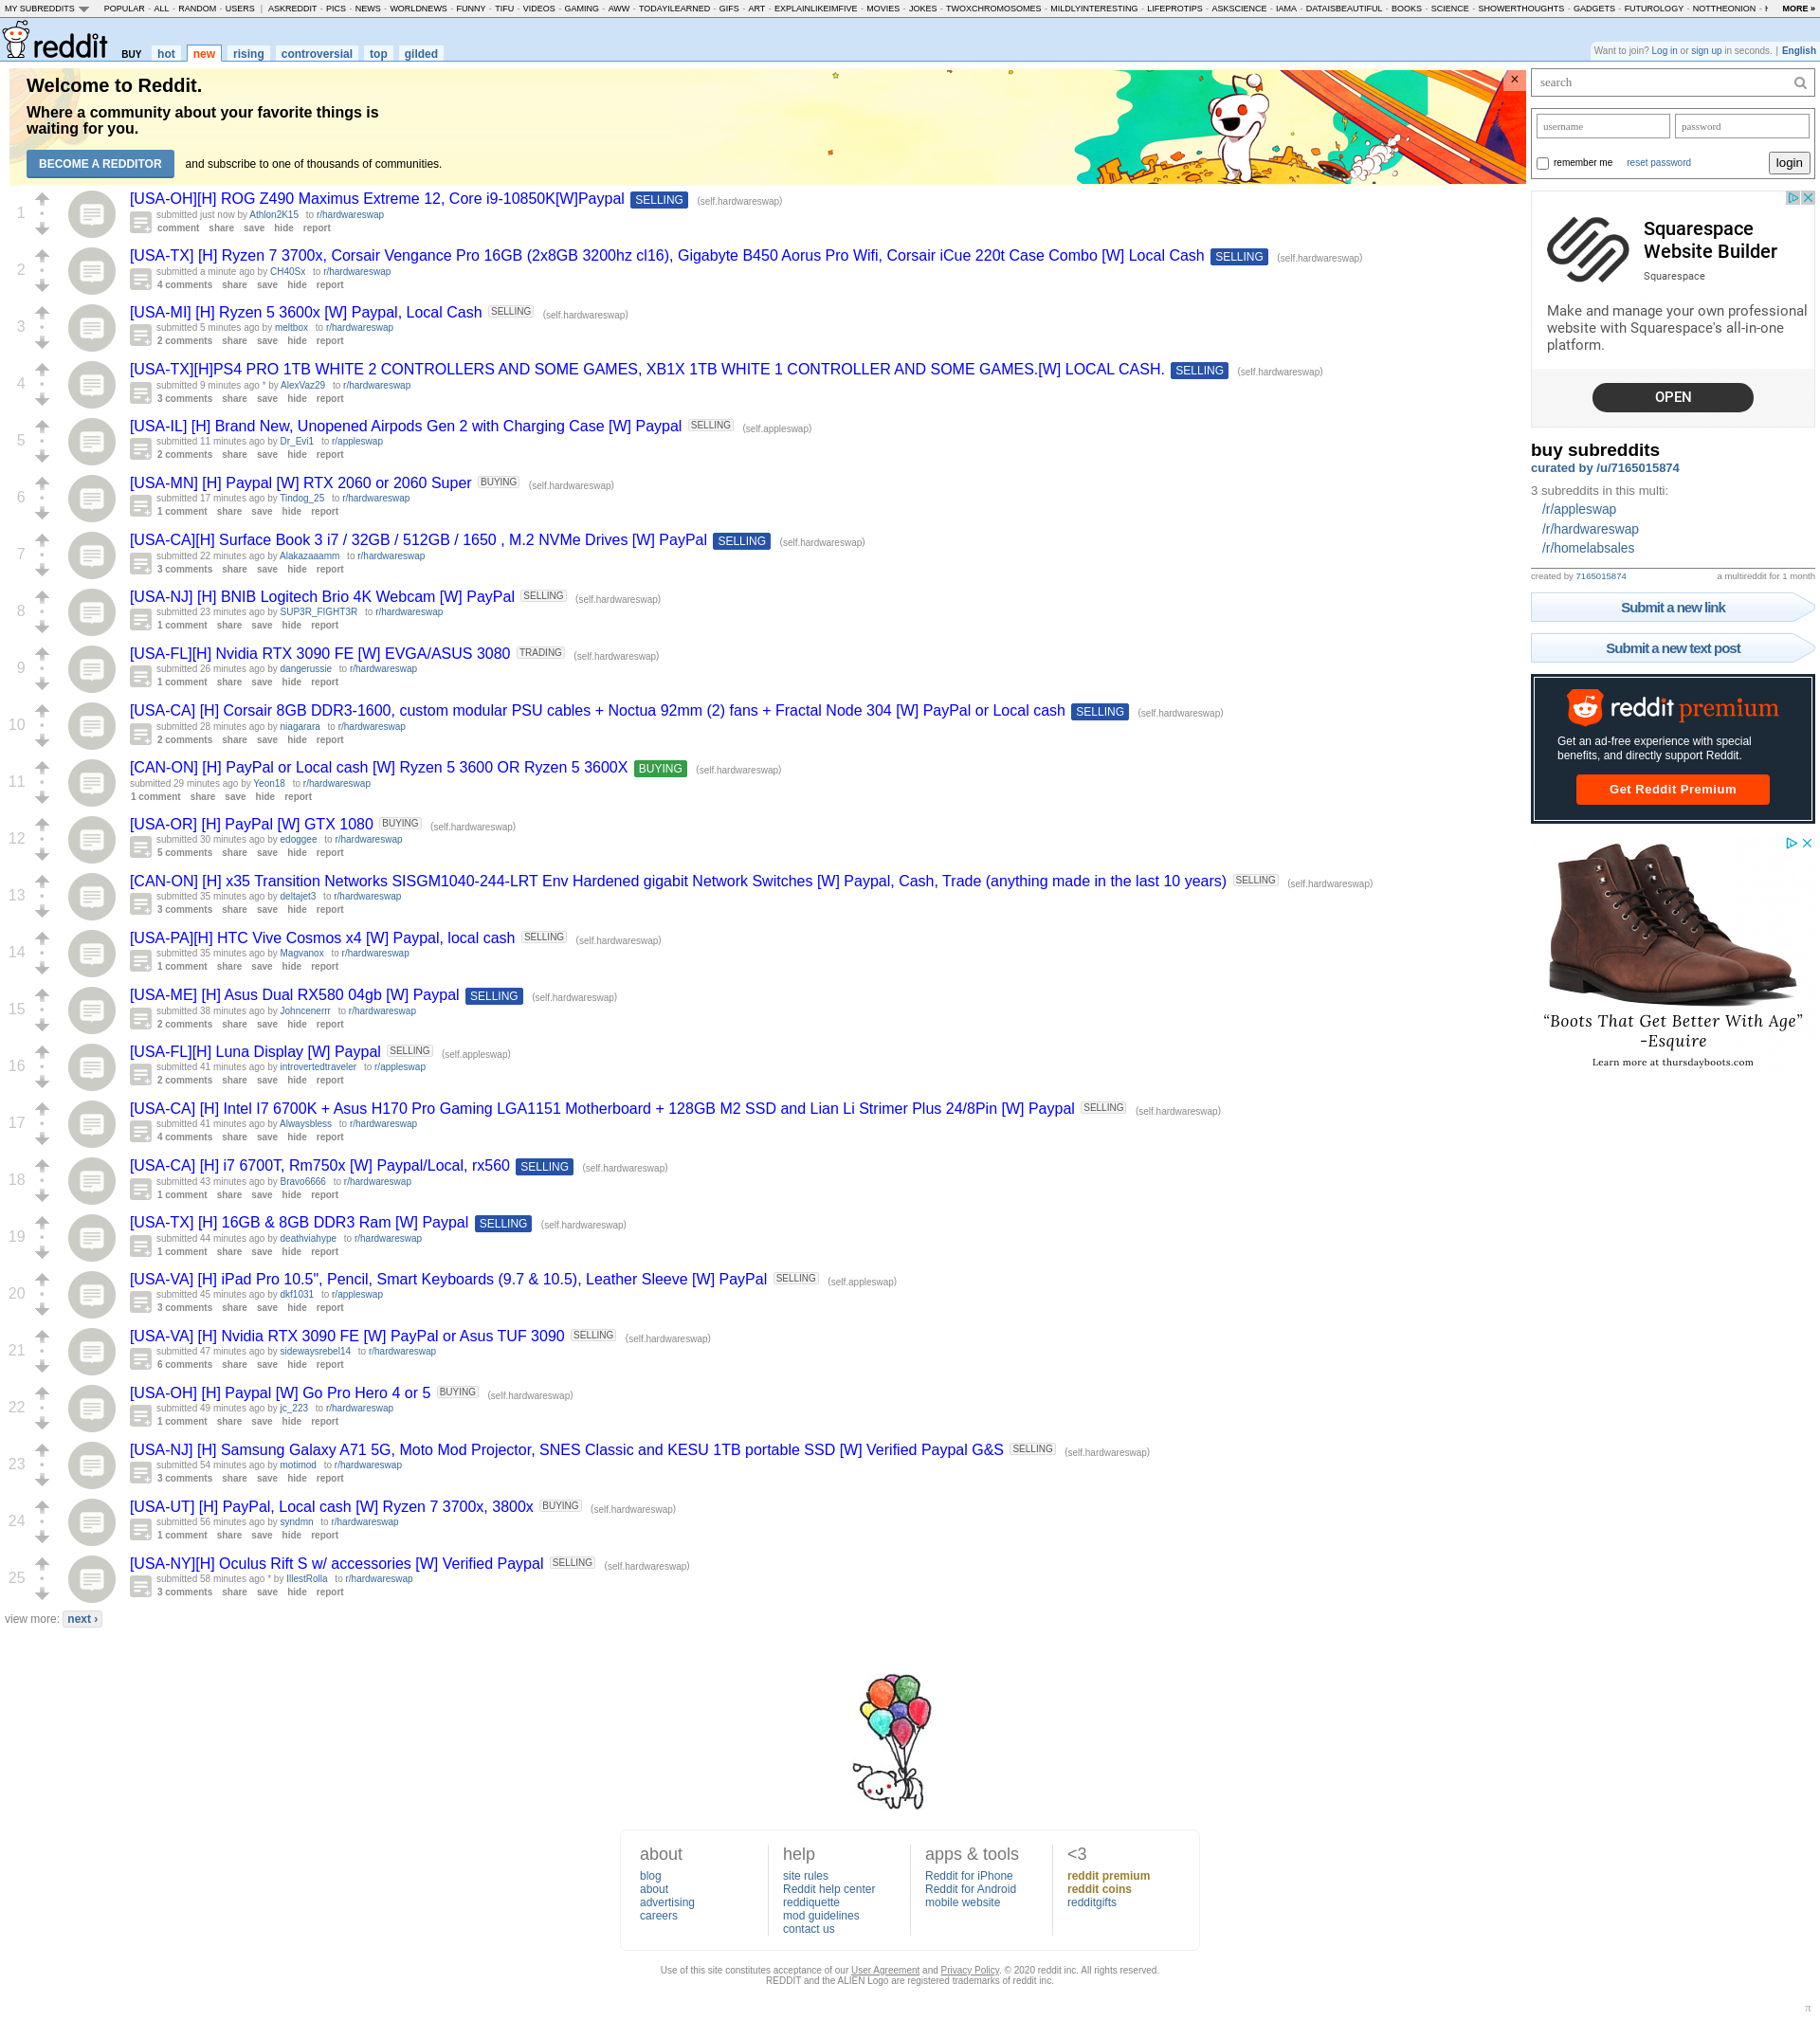 MY SUBREDDITS POPULAR - ALL - RANDOM - USERS | ASKREDDIT - PICS - NEWS - WORLDNEWS - FUNNY - TIFU - VIDEOS - GAMING - AWW - TODAYILEARNED - GIFS - ART - EXPLAINLIKEIMFIVE - MOVIES - JOKES - TWOXCHROMOSOMES - MILDLYINTERESTING - LIFEPROTIPS - ASKSCIENCE - IAMA - DATAISBEAUTIFUL - BOOKS - SCIENCE - SHOWERTHOUGHTS - GADGETS - FUTUROLOGY - NOTTHEONION - MORE »
reddit BUY hot new rising controversial top gilded
Want to join? Log in or sign up in seconds. | English
Welcome to Reddit.
Where a community about your favorite things is
waiting for you.
BECOME A REDDITOR and subscribe to one of thousands of communities.
×
1
[USA-OH][H] ROG Z490 Maximus Extreme 12, Core i9-10850K[W]Paypal SELLING (self.hardwareswap)
submitted just now by Athlon2K15 to r/hardwareswap
comment share save hide report
2
[USA-TX] [H] Ryzen 7 3700x, Corsair Vengance Pro 16GB (2x8GB 3200hz cl16), Gigabyte B450 Aorus Pro Wifi, Corsair iCue 220t Case Combo [W] Local Cash SELLING (self.hardwareswap)
submitted a minute ago by CH40Sx to r/hardwareswap
4 comments share save hide report
3
[USA-MI] [H] Ryzen 5 3600x [W] Paypal, Local Cash SELLING (self.hardwareswap)
submitted 5 minutes ago by meltbox to r/hardwareswap
2 comments share save hide report
4
[USA-TX][H]PS4 PRO 1TB WHITE 2 CONTROLLERS AND SOME GAMES, XB1X 1TB WHITE 1 CONTROLLER AND SOME GAMES.[W] LOCAL CASH. SELLING (self.hardwareswap)
submitted 9 minutes ago * by AlexVaz29 to r/hardwareswap
3 comments share save hide report
5
[USA-IL] [H] Brand New, Unopened Airpods Gen 2 with Charging Case [W] Paypal SELLING (self.appleswap)
submitted 11 minutes ago by Dr_Evi1 to r/appleswap
2 comments share save hide report
6
[USA-MN] [H] Paypal [W] RTX 2060 or 2060 Super BUYING (self.hardwareswap)
submitted 17 minutes ago by Tindog_25 to r/hardwareswap
1 comment share save hide report
7
[USA-CA][H] Surface Book 3 i7 / 32GB / 512GB / 1650 , M.2 NVMe Drives [W] PayPal SELLING (self.hardwareswap)
submitted 22 minutes ago by Alakazaaamm to r/hardwareswap
3 comments share save hide report
8
[USA-NJ] [H] BNIB Logitech Brio 4K Webcam [W] PayPal SELLING (self.hardwareswap)
submitted 23 minutes ago by SUP3R_FIGHT3R to r/hardwareswap
1 comment share save hide report
9
[USA-FL][H] Nvidia RTX 3090 FE [W] EVGA/ASUS 3080 TRADING (self.hardwareswap)
submitted 26 minutes ago by dangerussie to r/hardwareswap
1 comment share save hide report
10
[USA-CA] [H] Corsair 8GB DDR3-1600, custom modular PSU cables + Noctua 92mm (2) fans + Fractal Node 304 [W] PayPal or Local cash SELLING (self.hardwareswap)
submitted 28 minutes ago by niagarara to r/hardwareswap
2 comments share save hide report
11
[CAN-ON] [H] PayPal or Local cash [W] Ryzen 5 3600 OR Ryzen 5 3600X BUYING (self.hardwareswap)
submitted 29 minutes ago by Yeon18 to r/hardwareswap
1 comment share save hide report
12
[USA-OR] [H] PayPal [W] GTX 1080 BUYING (self.hardwareswap)
submitted 30 minutes ago by edoggee to r/hardwareswap
5 comments share save hide report
13
[CAN-ON] [H] x35 Transition Networks SISGM1040-244-LRT Env Hardened gigabit Network Switches [W] Paypal, Cash, Trade (anything made in the last 10 years) SELLING (self.hardwareswap)
submitted 35 minutes ago by deltajet3 to r/hardwareswap
3 comments share save hide report
14
[USA-PA][H] HTC Vive Cosmos x4 [W] Paypal, local cash SELLING (self.hardwareswap)
submitted 35 minutes ago by Magvanox to r/hardwareswap
1 comment share save hide report
15
[USA-ME] [H] Asus Dual RX580 04gb [W] Paypal SELLING (self.hardwareswap)
submitted 38 minutes ago by Johncenerrr to r/hardwareswap
2 comments share save hide report
16
[USA-FL][H] Luna Display [W] Paypal SELLING (self.appleswap)
submitted 41 minutes ago by introvertedtraveler to r/appleswap
2 comments share save hide report
17
[USA-CA] [H] Intel I7 6700K + Asus H170 Pro Gaming LGA1151 Motherboard + 128GB M2 SSD and Lian Li Strimer Plus 24/8Pin [W] Paypal SELLING (self.hardwareswap)
submitted 41 minutes ago by Alwaysbless to r/hardwareswap
4 comments share save hide report
18
[USA-CA] [H] i7 6700T, Rm750x [W] Paypal/Local, rx560 SELLING (self.hardwareswap)
submitted 43 minutes ago by Bravo6666 to r/hardwareswap
1 comment share save hide report
19
[USA-TX] [H] 16GB & 8GB DDR3 Ram [W] Paypal SELLING (self.hardwareswap)
submitted 44 minutes ago by deathviahype to r/hardwareswap
1 comment share save hide report
20
[USA-VA] [H] iPad Pro 10.5", Pencil, Smart Keyboards (9.7 & 10.5), Leather Sleeve [W] PayPal SELLING (self.appleswap)
submitted 45 minutes ago by dkf1031 to r/appleswap
3 comments share save hide report
21
[USA-VA] [H] Nvidia RTX 3090 FE [W] PayPal or Asus TUF 3090 SELLING (self.hardwareswap)
submitted 47 minutes ago by sidewaysrebel14 to r/hardwareswap
6 comments share save hide report
22
[USA-OH] [H] Paypal [W] Go Pro Hero 4 or 5 BUYING (self.hardwareswap)
submitted 49 minutes ago by jc_223 to r/hardwareswap
1 comment share save hide report
23
[USA-NJ] [H] Samsung Galaxy A71 5G, Moto Mod Projector, SNES Classic and KESU 1TB portable SSD [W] Verified Paypal G&S SELLING (self.hardwareswap)
submitted 54 minutes ago by motimod to r/hardwareswap
3 comments share save hide report
24
[USA-UT] [H] PayPal, Local cash [W] Ryzen 7 3700x, 3800x BUYING (self.hardwareswap)
submitted 56 minutes ago by syndmn to r/hardwareswap
1 comment share save hide report
25
[USA-NY][H] Oculus Rift S w/ accessories [W] Verified Paypal SELLING (self.hardwareswap)
submitted 58 minutes ago * by IllestRolla to r/hardwareswap
3 comments share save hide report
view more: next ›
search
username password
remember me reset password login
Squarespace
Website Builder
Squarespace
Make and manage your own professional
website with Squarespace's all-in-one
platform.
OPEN
buy subreddits
curated by /u/7165015874
3 subreddits in this multi:
/r/appleswap
/r/hardwareswap
/r/homelabsales
created by 7165015874 a multireddit for 1 month
Submit a new link
Submit a new text post
reddit premium
Get an ad-free experience with special
benefits, and directly support Reddit.
Get Reddit Premium
“Boots That Get Better With Age”
-Esquire
Learn more at thursdayboots.com
about
blog
about
advertising
careers
help
site rules
Reddit help center
reddiquette
mod guidelines
contact us
apps & tools
Reddit for iPhone
Reddit for Android
mobile website
<3
reddit premium
reddit coins
redditgifts
Use of this site constitutes acceptance of our User Agreement and Privacy Policy. © 2020 reddit inc. All rights reserved.
REDDIT and the ALIEN Logo are registered trademarks of reddit inc.
π